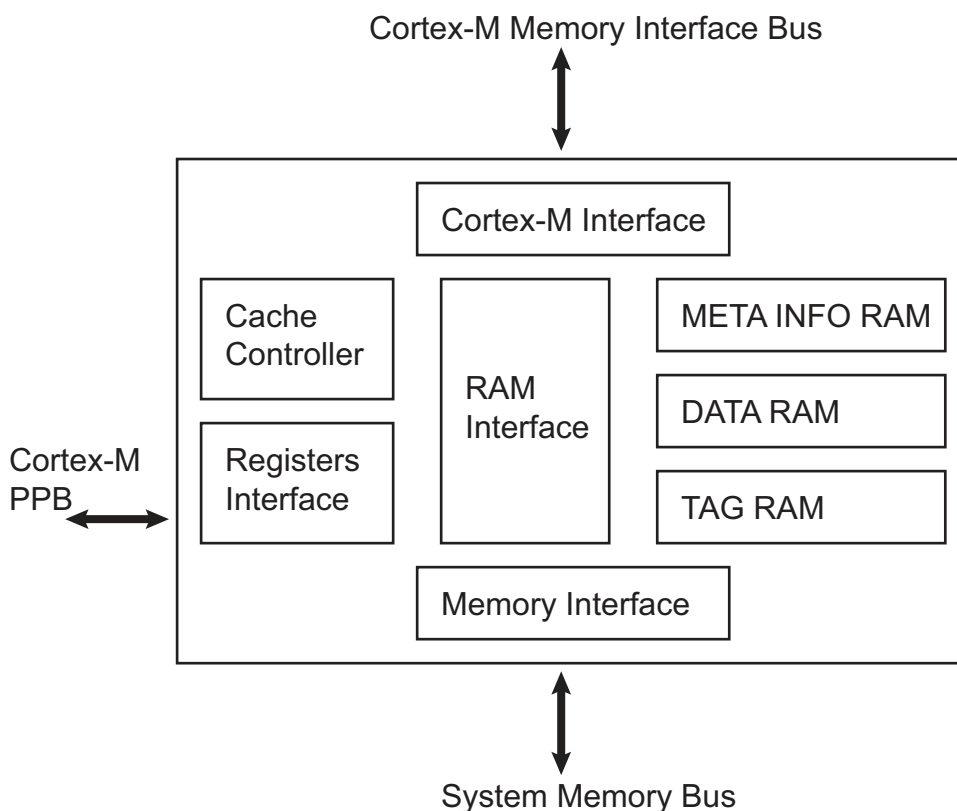 Cortex-M Memory Interface Bus
Cortex-M Interface
Cache
Controller
RAM
Interface
META INFO RAM
DATA RAM
Registers
Interface
TAG RAM
Cortex-M
PPB
Memory Interface
System Memory Bus